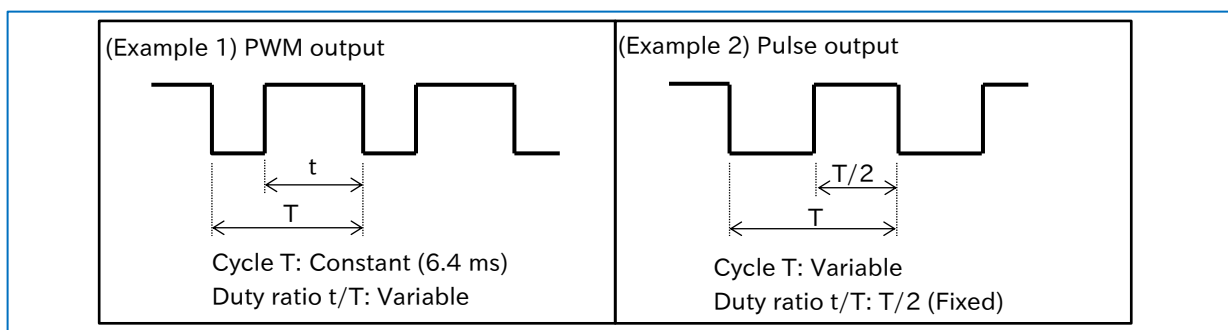 (Example 1) PWM output
t
T
Cycle T: Constant (6.4 ms)
Duty ratio t/T: Variable
(Example 2) Pulse output
T/2
T
Cycle T: Variable
Duty ratio t/T: T/2 (Fixed)